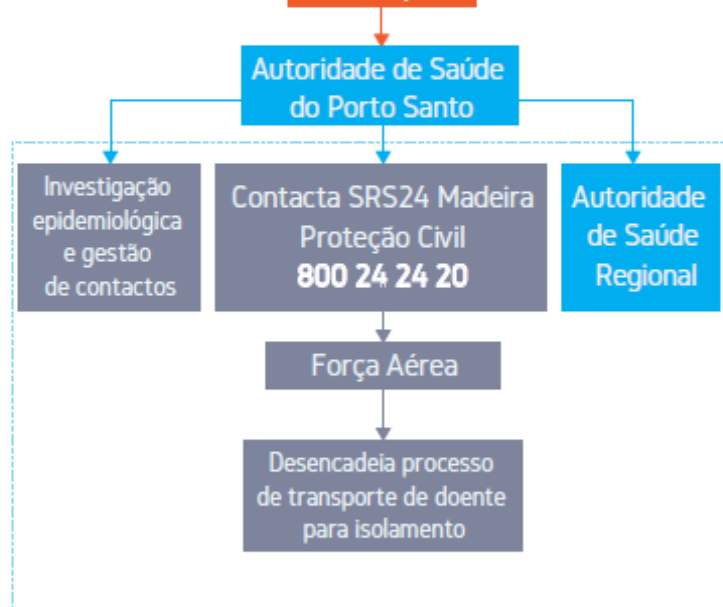 Autoridade de Saúde
do Porto Santo
Investigação
epidemiológica
e gestão
de contactos
Contacta SRS24 Madeira
Proteção Civil
800 24 24 20
Autoridade
de Saúde
Regional
Força Aérea
Desencadeia processo
de transporte de doente
para isolamento